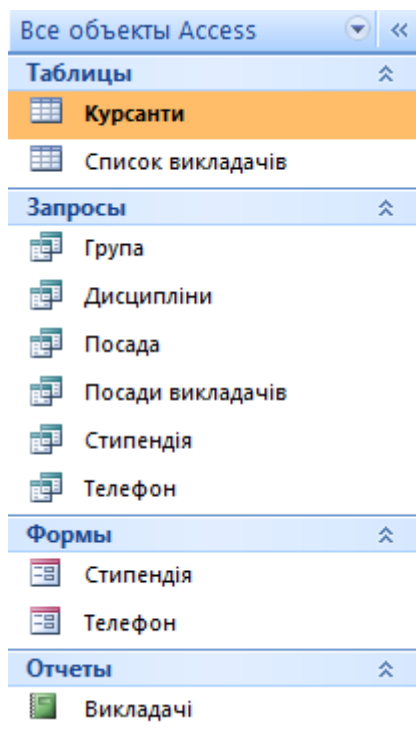 Все объекты Access
Таблицы
Курсанти
Список викладачів
Запросы
Група
Дисципліни
Посада
Посади викладачів
Стипендія
Телефон
Формы
Стипендія
Телефон
Отчеты
Викладачі